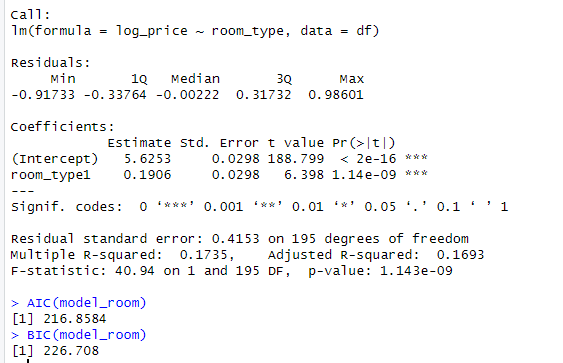 Call:
lm(formula = log_price ~ room_type, data = df)
Residuals:
     Min       1Q   Median       3Q      Max
-0.91733 -0.33764 -0.00222  0.31732  0.98601
Coefficients:
            Estimate Std. Error t value Pr(>|t|)
(Intercept)   5.6253     0.0298 188.799  < 2e-16 ***
room_type1    0.1906     0.0298   6.398 1.14e-09 ***
---
Signif. codes:  0 ‘***’ 0.001 ‘**’ 0.01 ‘*’ 0.05 ‘.’ 0.1 ‘ ’ 1
Residual standard error: 0.4153 on 195 degrees of freedom
Multiple R-squared:  0.1735,    Adjusted R-squared:  0.1693
F-statistic: 40.94 on 1 and 195 DF,  p-value: 1.143e-09
> AIC(model_room)
[1] 216.8584
> BIC(model_room)
[1] 226.708